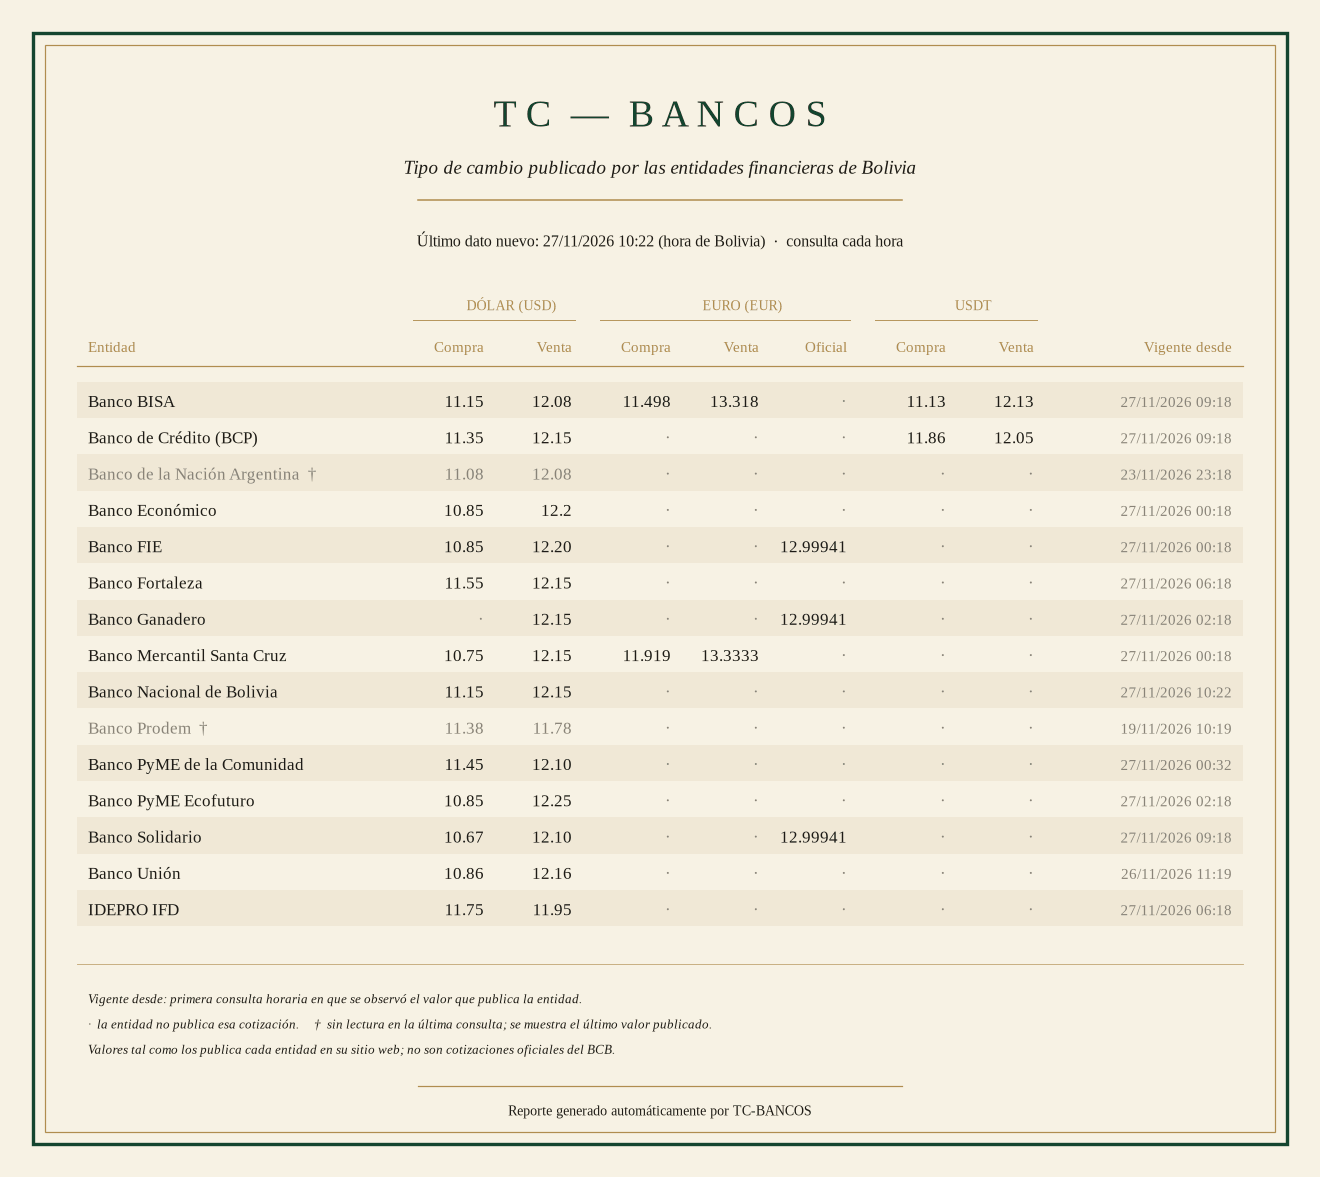 TC — BANCOS
Tipo de cambio publicado por las entidades financieras de Bolivia
Último dato nuevo: 27/11/2026 10:22 (hora de Bolivia) · consulta cada hora
DÓLAR (USD) EURO (EUR) USDT
Entidad Compra Venta Compra Venta Oficial Compra Venta Vigente desde
Banco BISA 11.15 12.08 11.498 13.318 · 11.13 12.13 27/11/2026 09:18
Banco de Crédito (BCP) 11.35 12.15 · · · 11.86 12.05 27/11/2026 09:18
Banco de la Nación Argentina † 11.08 12.08 · · · · · 23/11/2026 23:18
Banco Económico 10.85 12.2 · · · · · 27/11/2026 00:18
Banco FIE 10.85 12.20 · · 12.99941 · · 27/11/2026 00:18
Banco Fortaleza 11.55 12.15 · · · · · 27/11/2026 06:18
Banco Ganadero · 12.15 · · 12.99941 · · 27/11/2026 02:18
Banco Mercantil Santa Cruz 10.75 12.15 11.919 13.3333 · · · 27/11/2026 00:18
Banco Nacional de Bolivia 11.15 12.15 · · · · · 27/11/2026 10:22
Banco Prodem † 11.38 11.78 · · · · · 19/11/2026 10:19
Banco PyME de la Comunidad 11.45 12.10 · · · · · 27/11/2026 00:32
Banco PyME Ecofuturo 10.85 12.25 · · · · · 27/11/2026 02:18
Banco Solidario 10.67 12.10 · · 12.99941 · · 27/11/2026 09:18
Banco Unión 10.86 12.16 · · · · · 26/11/2026 11:19
IDEPRO IFD 11.75 11.95 · · · · · 27/11/2026 06:18
Vigente desde: primera consulta horaria en que se observó el valor que publica la entidad.
· la entidad no publica esa cotización. † sin lectura en la última consulta; se muestra el último valor publicado.
Valores tal como los publica cada entidad en su sitio web; no son cotizaciones oficiales del BCB.
Reporte generado automáticamente por TC-BANCOS